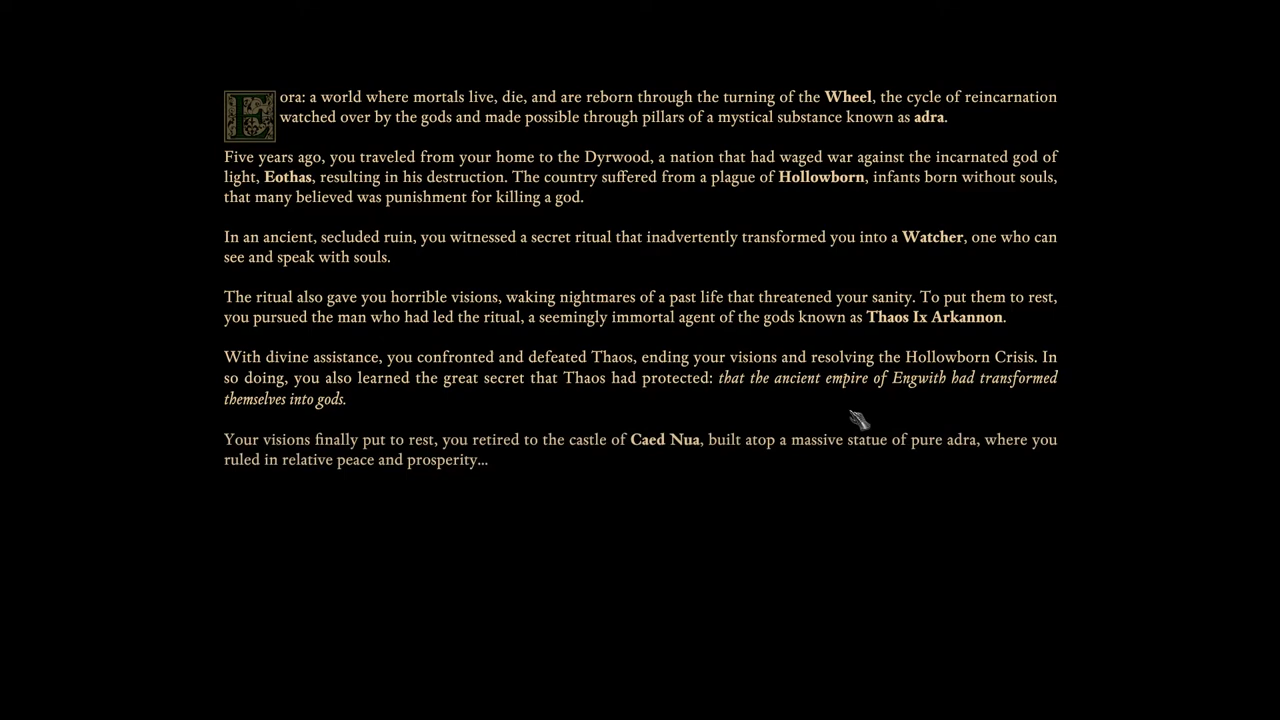 Eora: a world where mortals live, die, and are reborn through the turning of the Wheel, the cycle of reincarnation
watched over by the gods and made possible through pillars of a mystical substance known as adra.
Five years ago, you traveled from your home to the Dyrwood, a nation that had waged war against the incarnated god of
light, Eothas, resulting in his destruction. The country suffered from a plague of Hollowborn, infants born without souls,
that many believed was punishment for killing a god.
In an ancient, secluded ruin, you witnessed a secret ritual that inadvertently transformed you into a Watcher, one who can
see and speak with souls.
The ritual also gave you horrible visions, waking nightmares of a past life that threatened your sanity. To put them to rest,
you pursued the man who had led the ritual, a seemingly immortal agent of the gods known as Thaos Ix Arkannon.
With divine assistance, you confronted and defeated Thaos, ending your visions and resolving the Hollowborn Crisis. In
so doing, you also learned the great secret that Thaos had protected: that the ancient empire of Engwith had transformed
themselves into gods.
Your visions finally put to rest, you retired to the castle of Caed Nua, built atop a massive statue of pure adra, where you
ruled in relative peace and prosperity...